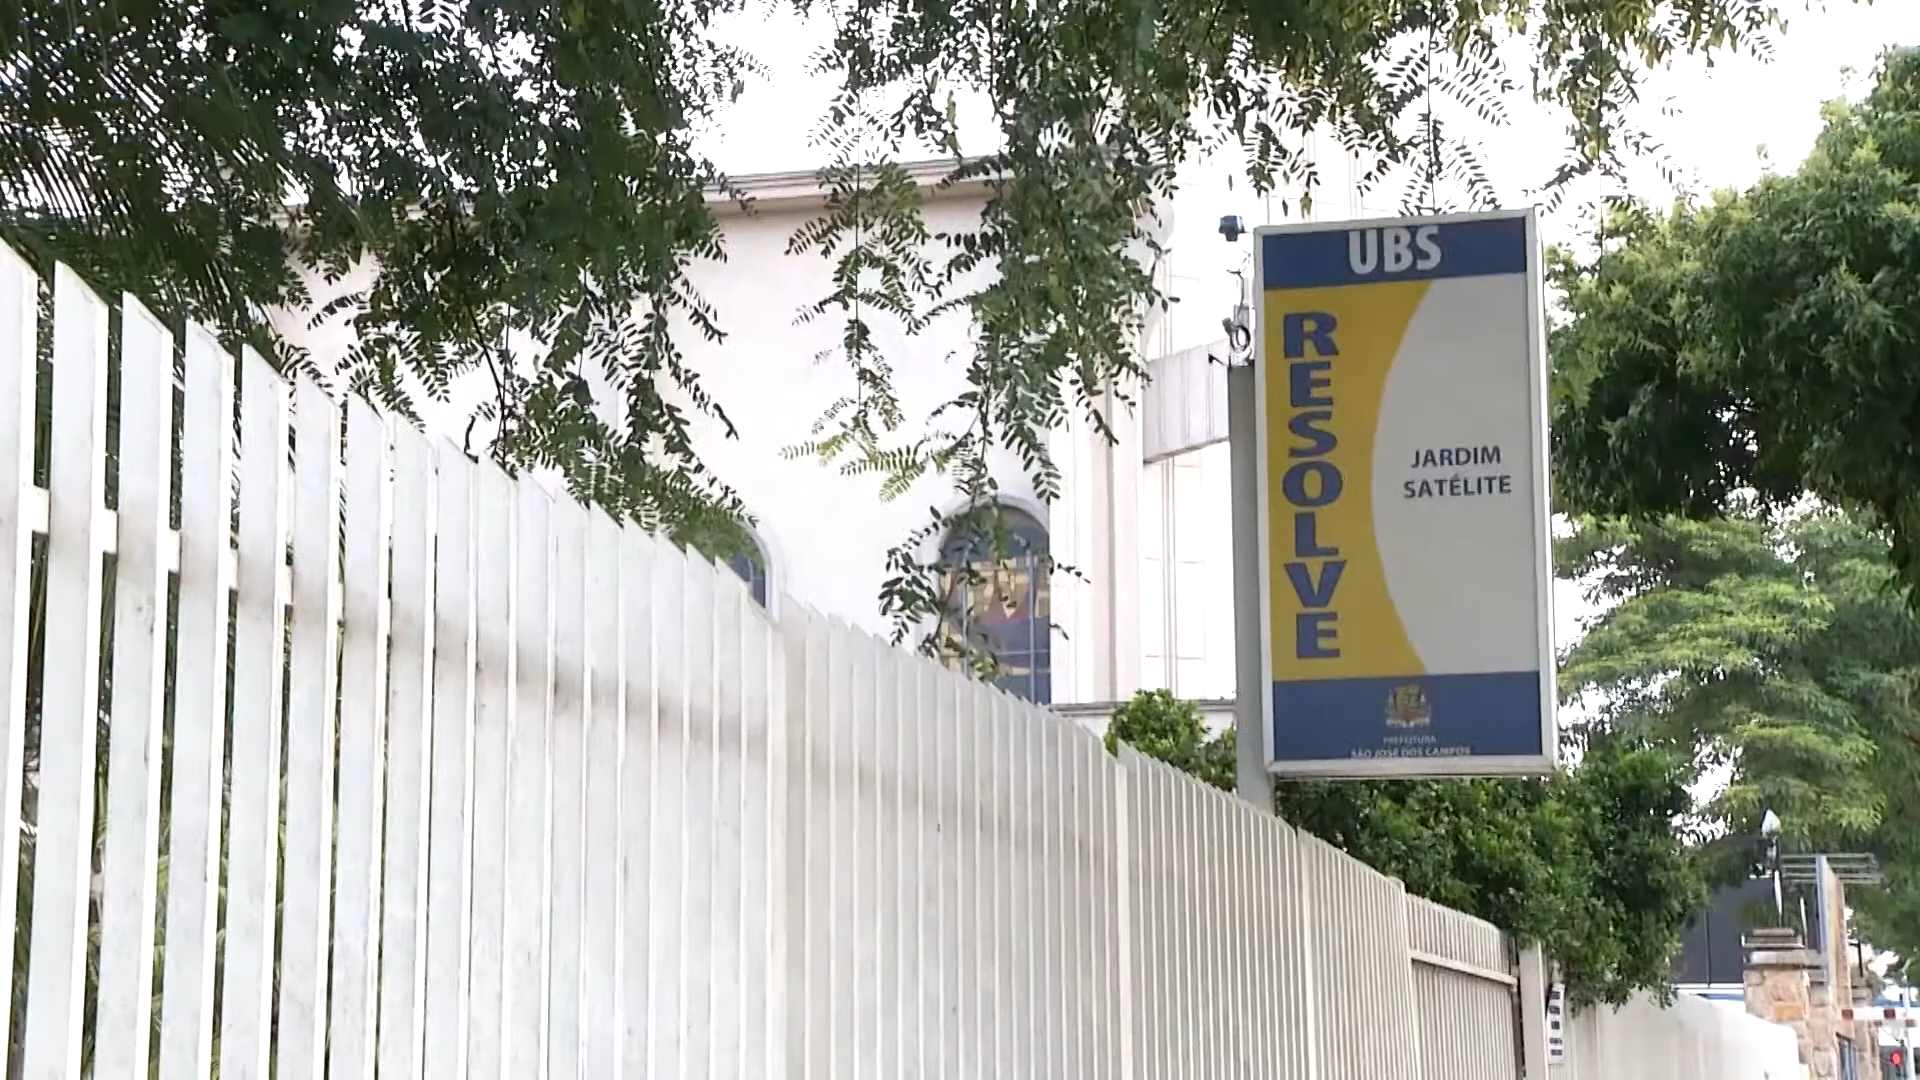 UBS
RESOLVE
JARDIM
SATÉLITE
PREFEITURA
SÃO JOSÉ DOS CAMPOS